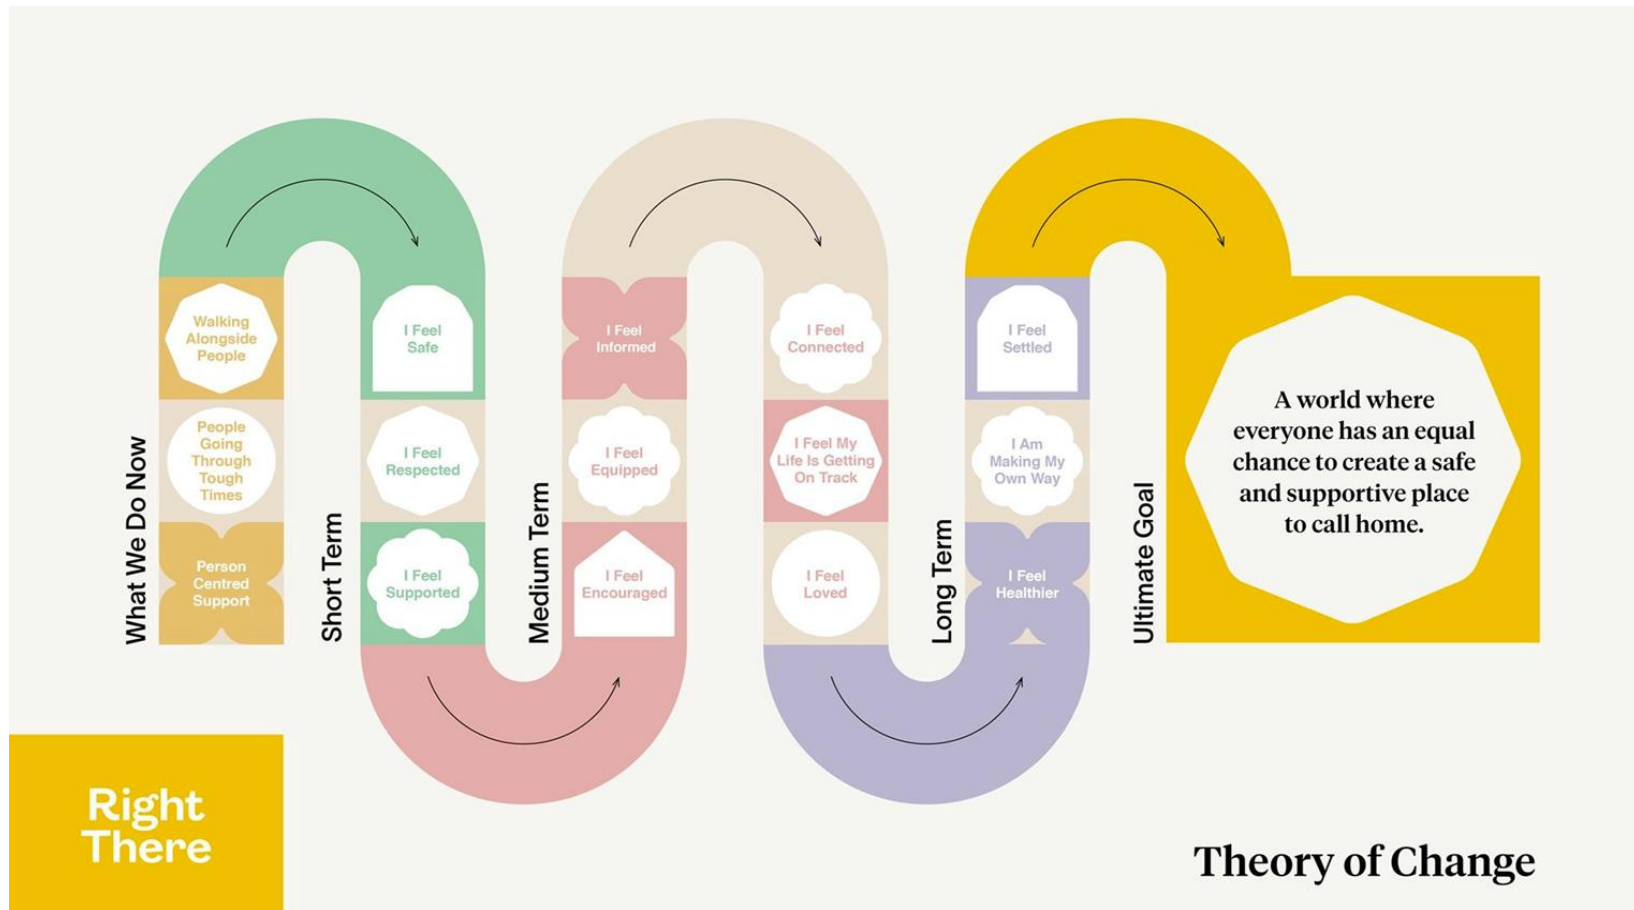 What We Do Now
Walking
Alongside
People
People
Going
Through
Tough
Times
Person
Centred
Support
Short Term
I Feel
Safe
I Feel
Respected
I Feel
Supported
Medium Term
I Feel
Informed
I Feel
Equipped
I Feel
Encouraged
I Feel
Connected
I Feel My
Life Is Getting
On Track
I Feel
Loved
Long Term
I Feel
Settled
I Am
Making My
Own Way
I Feel
Healthier
Ultimate Goal
A world where
everyone has an equal
chance to create a safe
and supportive place
to call home.
Right
There
Theory of Change